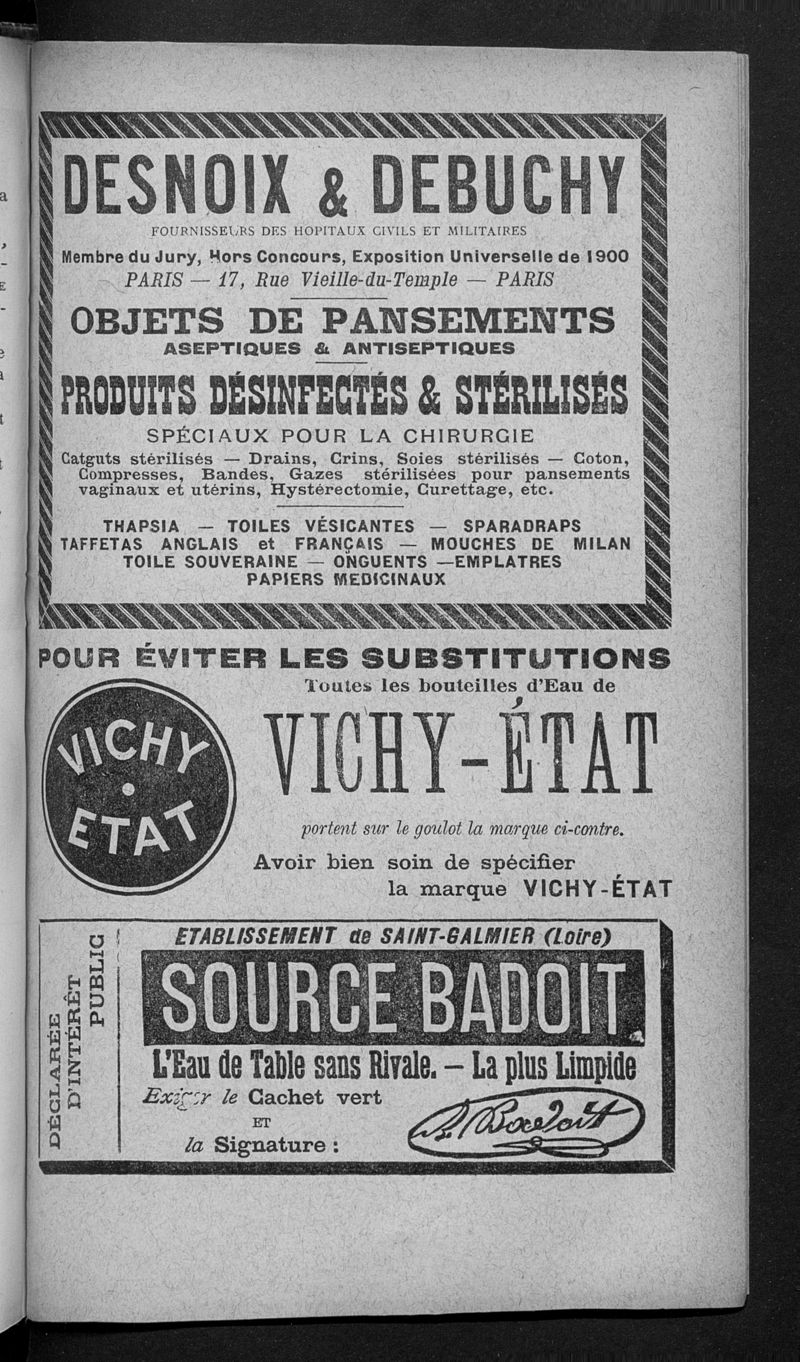 DESNOIX & DEBUCHY
FOURNISSEURS DES HOPITAUX CIVILS ET MILITAIRES
Membre du Jury, Hors Concours, Exposition Universelle de 1900
PARIS — 17, Rue Vieille-du-Temple — PARIS
OBJETS DE PANSEMENTS
ASEPTIQUES & ANTISEPTIQUES
PRODUITS DÉSINFECTÉS & STÉRILISÉS
SPÉCIAUX POUR LA CHIRURGIE
Catguts stérilisés — Drains, Crins, Soies stérilisés — Coton,
Compresses, Bandes, Gazes stérilisées pour pansements
vaginaux et utérins, Hystérectomie, Curettage, etc.
THAPSIA — TOILES VÉSICANTES — SPARADRAPS
TAFFETAS ANGLAIS et FRANÇAIS — MOUCHES DE MILAN
TOILE SOUVERAINE — ONGUENTS —EMPLATRES
PAPIERS MEDICINAUX
POUR ÉVITER LES SUBSTITUTIONS
Toutes les bouteilles d'Eau de
VICHY-ÉTAT
VICHY
ETAT
portent sur le goulot la marque ci-contre.
Avoir bien soin de spécifier
la marque VICHY-ÉTAT
DÉCLARÉE
D'INTÉRÊT
PUBLIC
ETABLISSEMENT de SAINT-GALMIER (Loire)
SOURCE BADOIT
L'Eau de Table sans Rivale. — La plus Limpide
Exiger le Cachet vert
ET
la Signature :
Badoit